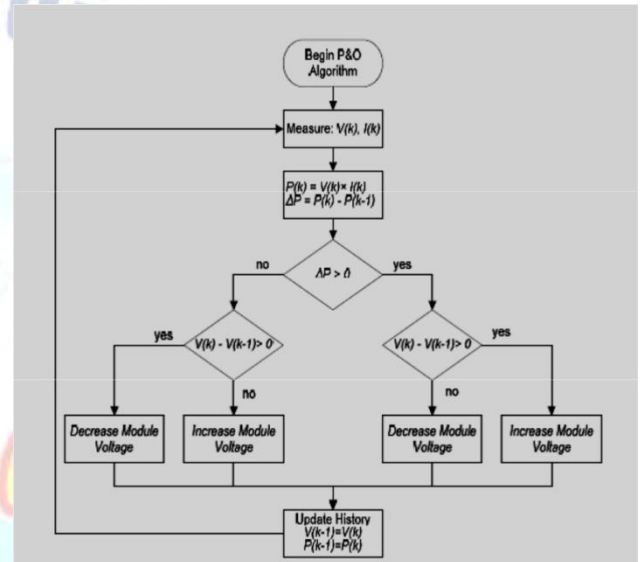 Begin P&O
Algorithm
Measure: V(k), I(k)
P(k) = V(k)× I(k)
ΔP = P(k) - P(k-1)
no
ΔP > 0
yes
yes
V(k) - V(k-1)> 0
no
V(k) - V(k-1)> 0
yes
no
Decrease Module
Voltage
Increase Module
Voltage
Decrease Module
Voltage
Increase Module
Voltage
Update History
V(k-1)=V(k)
P(k-1)=P(k)